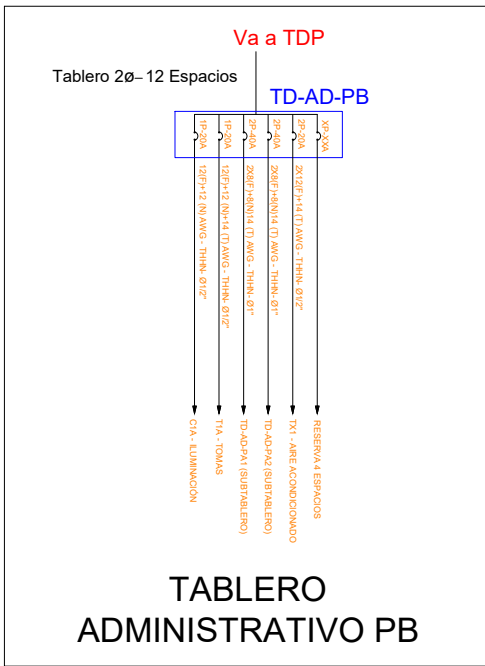 Va a TDP
Tablero 2ø– 12 Espacios
TD-AD-PB
1P-20A
1P-20A
2P-40A
2P-40A
2P-20A
XP-XXA
12(F)+12 (N) AWG - THHN- Ø1/2"
12(F)+12 (N)+14 (T) AWG - THHN- Ø1/2"
2X8(F)+8(N)14 (T) AWG - THHN- Ø1"
2X8(F)+8(N)14 (T) AWG - THHN- Ø1"
2X12(F)+14 (T) AWG - THHN- Ø1/2"
C1A - ILUMINACIÓN
T1A - TOMAS
TD-AD-PA1 (SUBTABLERO)
TD-AD-PA2 (SUBTABLERO)
TX1 - AIRE ACONDICIONADO
RESERVA 4 ESPACIOS
TABLERO
ADMINISTRATIVO PB